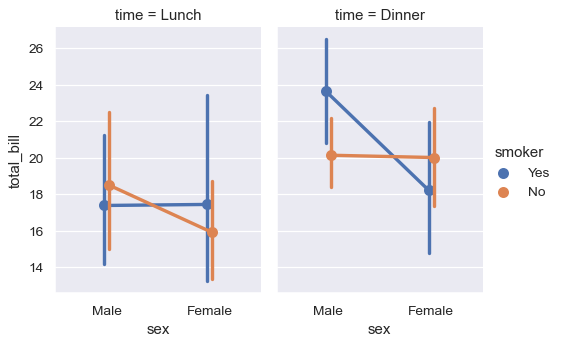 time = Lunch
time = Dinner
26
24
22
20
18
16
14
total_bill
Male
Female
Male
Female
sex
sex
smoker
Yes
No